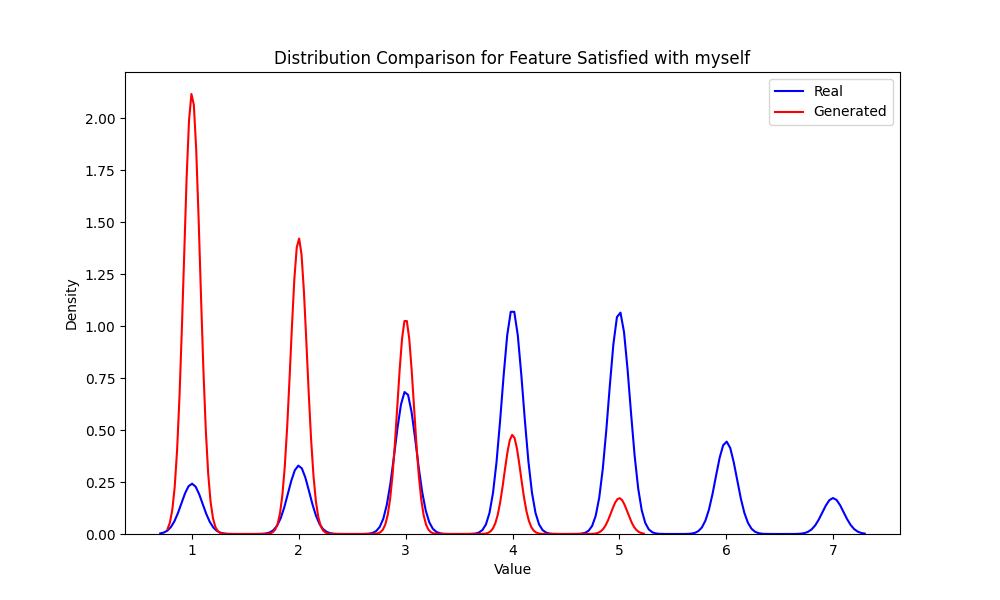 Distribution Comparison for Feature Satisfied with myself
Real
Generated
2.00
1.75
1.50
1.25
1.00
0.75
0.50
0.25
0.00
Density
1 2 3 4 5 6 7
Value